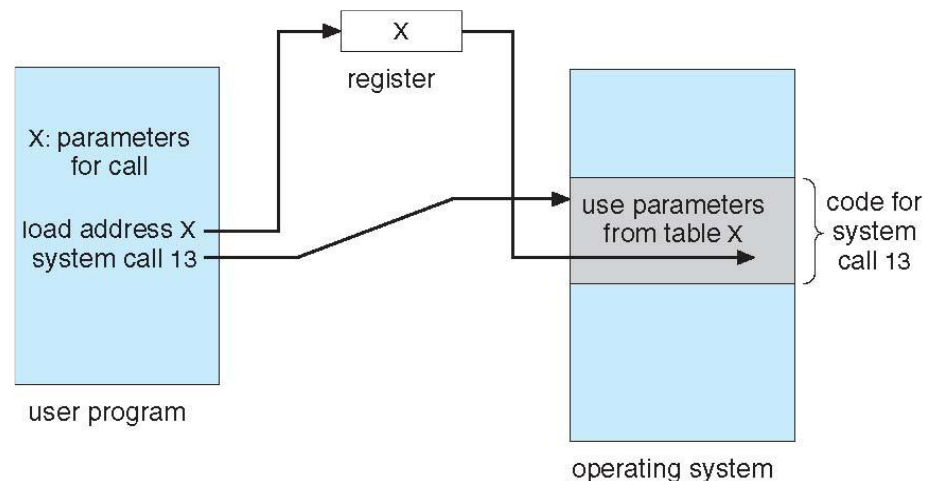 X
register
X: parameters
for call
load address X
system call 13
user program
use parameters
from table X
code for
system
call 13
operating system